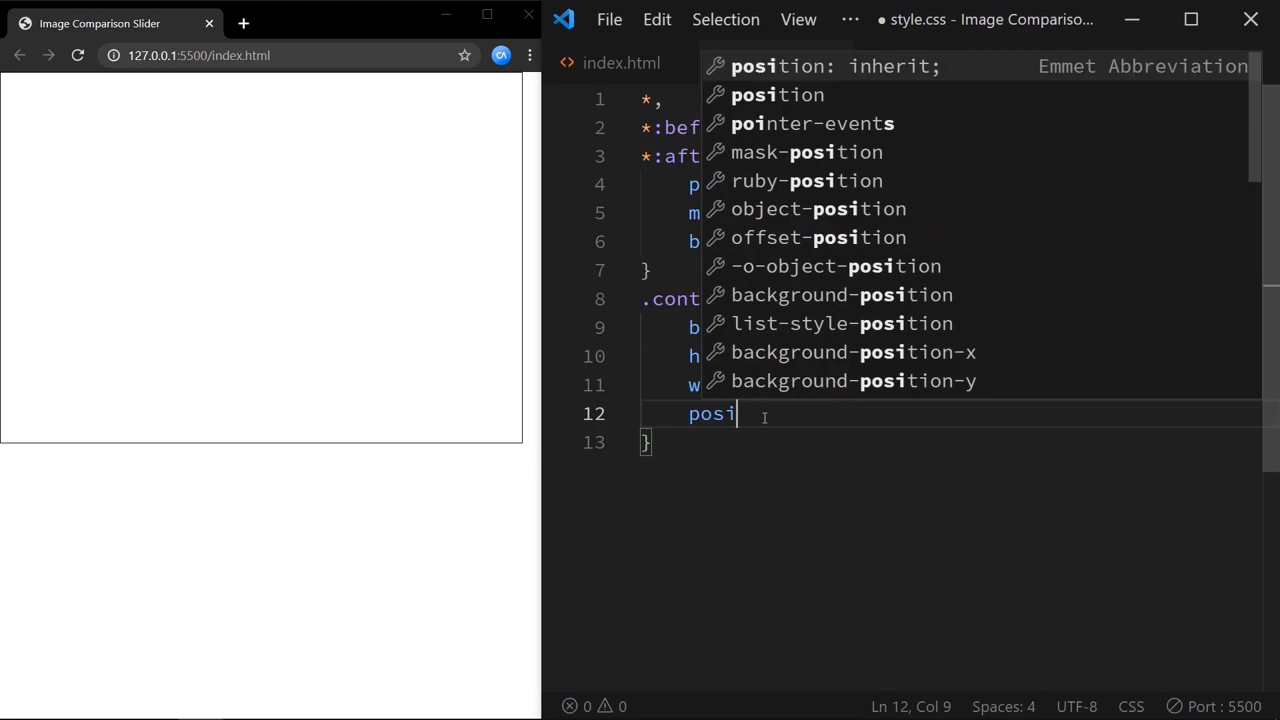 Image Comparison Slider
127.0.0.1:5500/index.html
CA
File Edit Selection View ··· ● style.css - Image Compariso...
<> index.html
1 *,
2 *:bef
3 *:aft
4 p
5 m
6 b
7 }
8 .cont
9 b
10 h
11 w
12 posi
13 }
position: inherit; Emmet Abbreviation
position
pointer-events
mask-position
ruby-position
object-position
offset-position
-o-object-position
background-position
list-style-position
background-position-x
background-position-y
0 0 Ln 12, Col 9 Spaces: 4 UTF-8 CSS Port : 5500